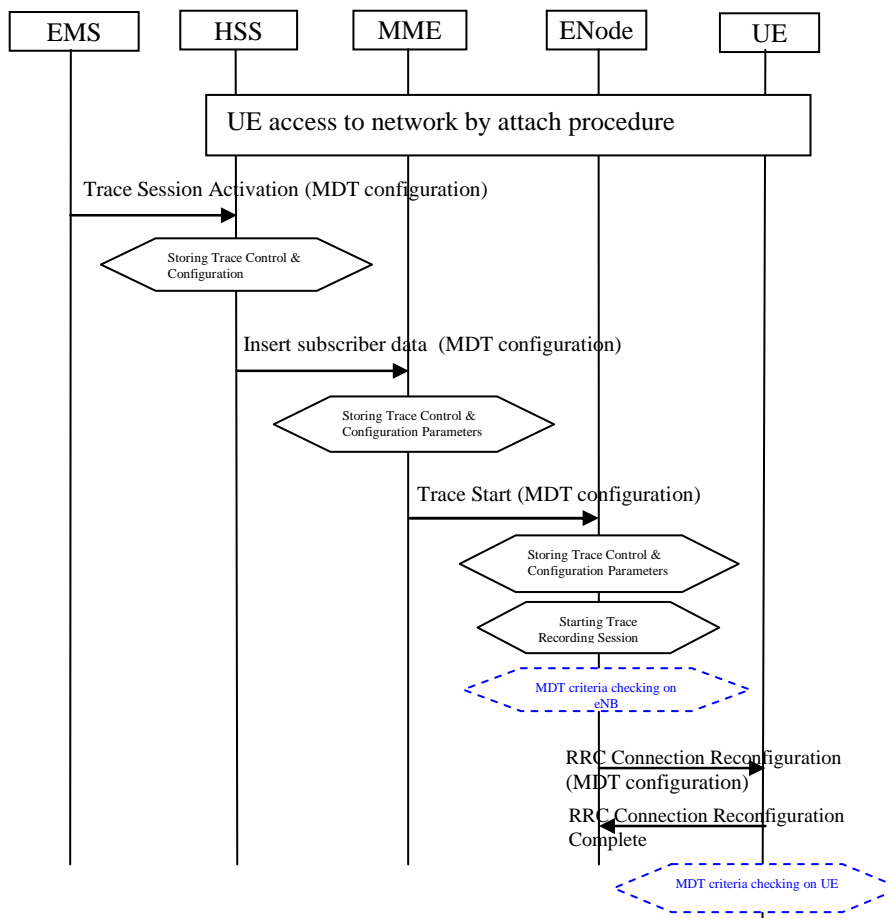 EMS
HSS
MME
ENode
UE
UE access to network by attach procedure
Trace Session Activation (MDT configuration)
Storing Trace Control &
Configuration
Insert subscriber data (MDT configuration)
Storing Trace Control &
Configuration Parameters
Trace Start (MDT configuration)
Storing Trace Control &
Configuration Parameters
Starting Trace
Recording Session
MDT criteria checking on
eNB
RRC Connection Reconfiguration
(MDT configuration)
RRC Connection Reconfiguration
Complete
MDT criteria checking on UE